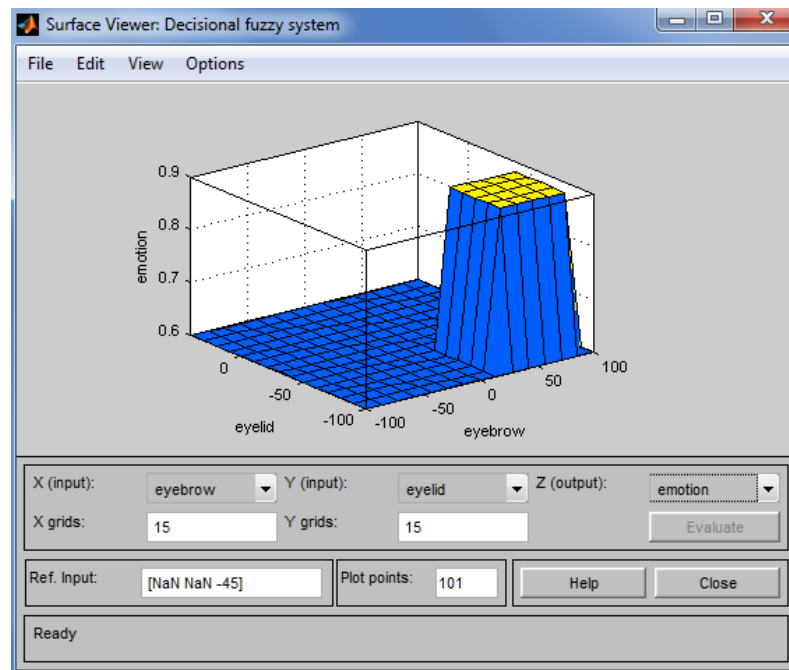 Surface Viewer: Decisional fuzzy system
File Edit View Options
0.9
0.8
0.7
0.6
emotion
0
-50
-100
eyelid
-100
-50
0
50
100
eyebrow
X (input): eyebrow Y (input): eyelid Z (output): emotion
X grids: 15 Y grids: 15 Evaluate
Ref. Input: [NaN NaN -45] Plot points: 101 Help Close
Ready